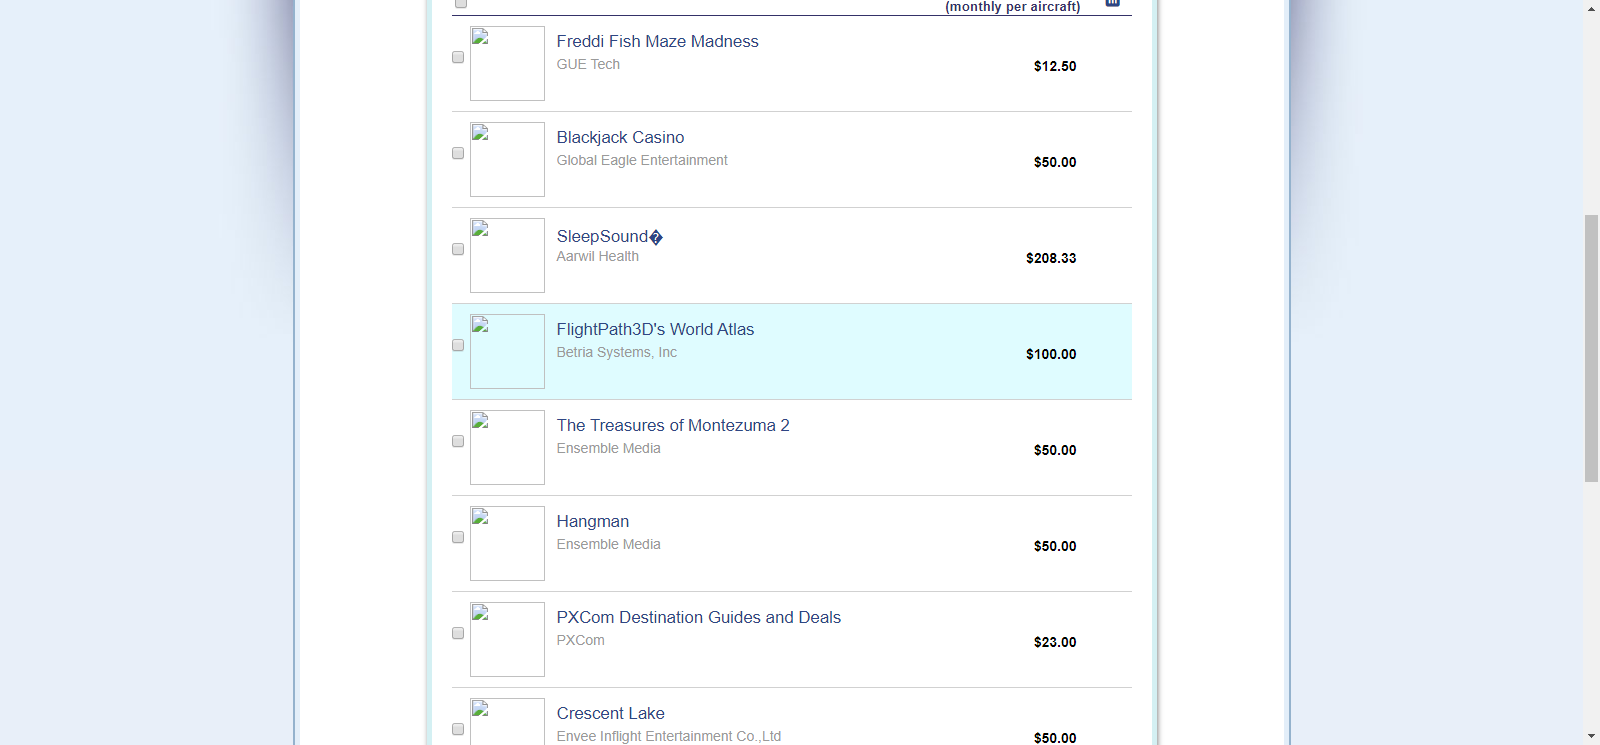 (monthly per aircraft)
Freddi Fish Maze Madness
GUE Tech
$12.50
Blackjack Casino
Global Eagle Entertainment
$50.00
SleepSound�
Aarwil Health
$208.33
FlightPath3D's World Atlas
Betria Systems, Inc
$100.00
The Treasures of Montezuma 2
Ensemble Media
$50.00
Hangman
Ensemble Media
$50.00
PXCom Destination Guides and Deals
PXCom
$23.00
Crescent Lake
Envee Inflight Entertainment Co.,Ltd
$50.00